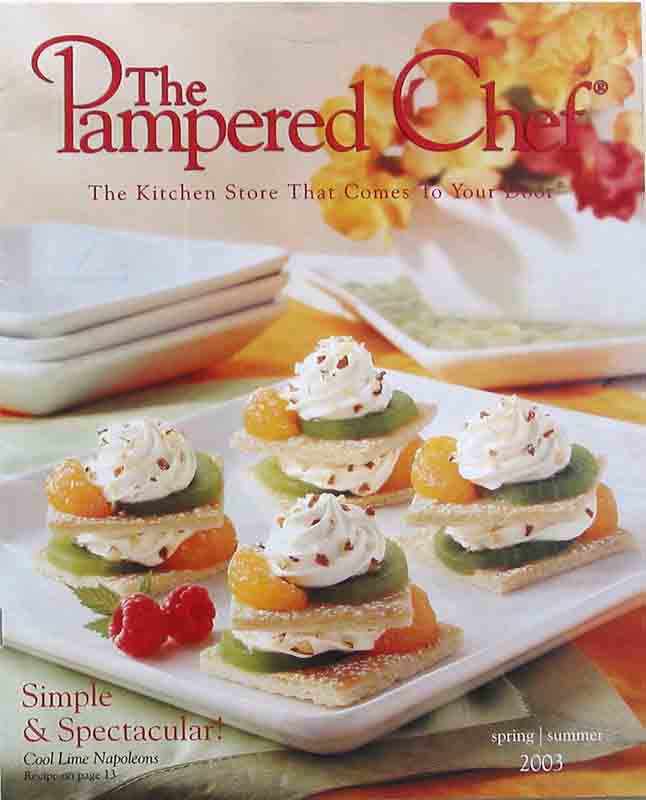 The
Pampered Chef®
The Kitchen Store That Comes To Your Door®
Simple
& Spectacular!
Cool Lime Napoleons
Recipe on page 13
spring | summer
2003